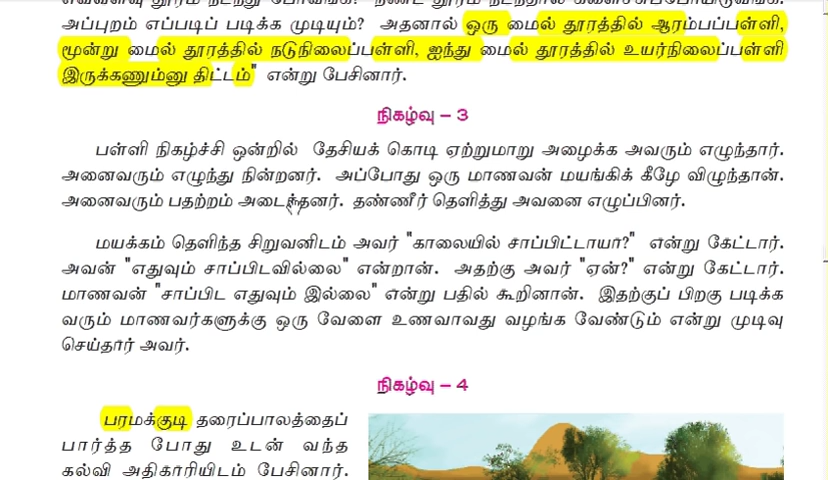 அப்புறம் எப்படிப் படிக்க முடியும்? அதனால் ஒரு மைல் தூரத்தில் ஆரம்பப்பள்ளி,
மூன்று மைல் தூரத்தில் நடுநிலைப்பள்ளி, ஐந்து மைல் தூரத்தில் உயர்நிலைப்பள்ளி
இருக்கணும்னு திட்டம்" என்று பேசினார்.
நிகழ்வு – 3
பள்ளி நிகழ்ச்சி ஒன்றில் தேசியக் கொடி ஏற்றுமாறு அழைக்க அவரும் எழுந்தார்.
அனைவரும் எழுந்து நின்றனர். அப்போது ஒரு மாணவன் மயங்கிக் கீழே விழுந்தான்.
அனைவரும் பதற்றம் அடைந்தனர். தண்ணீர் தெளித்து அவனை எழுப்பினர்.
மயக்கம் தெளிந்த சிறுவனிடம் அவர் "காலையில் சாப்பிட்டாயா?" என்று கேட்டார்.
அவன் "எதுவும் சாப்பிடவில்லை" என்றான். அதற்கு அவர் "ஏன்?" என்று கேட்டார்.
மாணவன் "சாப்பிட எதுவும் இல்லை" என்று பதில் கூறினான். இதற்குப் பிறகு படிக்க
வரும் மாணவர்களுக்கு ஒரு வேளை உணவாவது வழங்க வேண்டும் என்று முடிவு
செய்தார் அவர்.
நிகழ்வு – 4
பரமக்குடி தரைப்பாலத்தைப்
பார்த்த போது உடன் வந்த
கல்வி அதிகாரியிடம் பேசினார்.